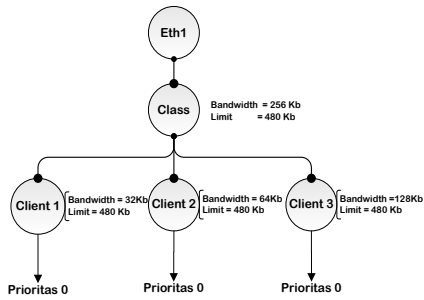 Eth1
Class
Bandwidth = 256 Kb
Limit = 480 Kb
Client 1
Bandwidth = 32Kb
Limit = 480 Kb
Client 2
Bandwidth = 64Kb
Limit = 480 Kb
Client 3
Bandwidth =128Kb
Limit = 480 Kb
Prioritas 0
Prioritas 0
Prioritas 0